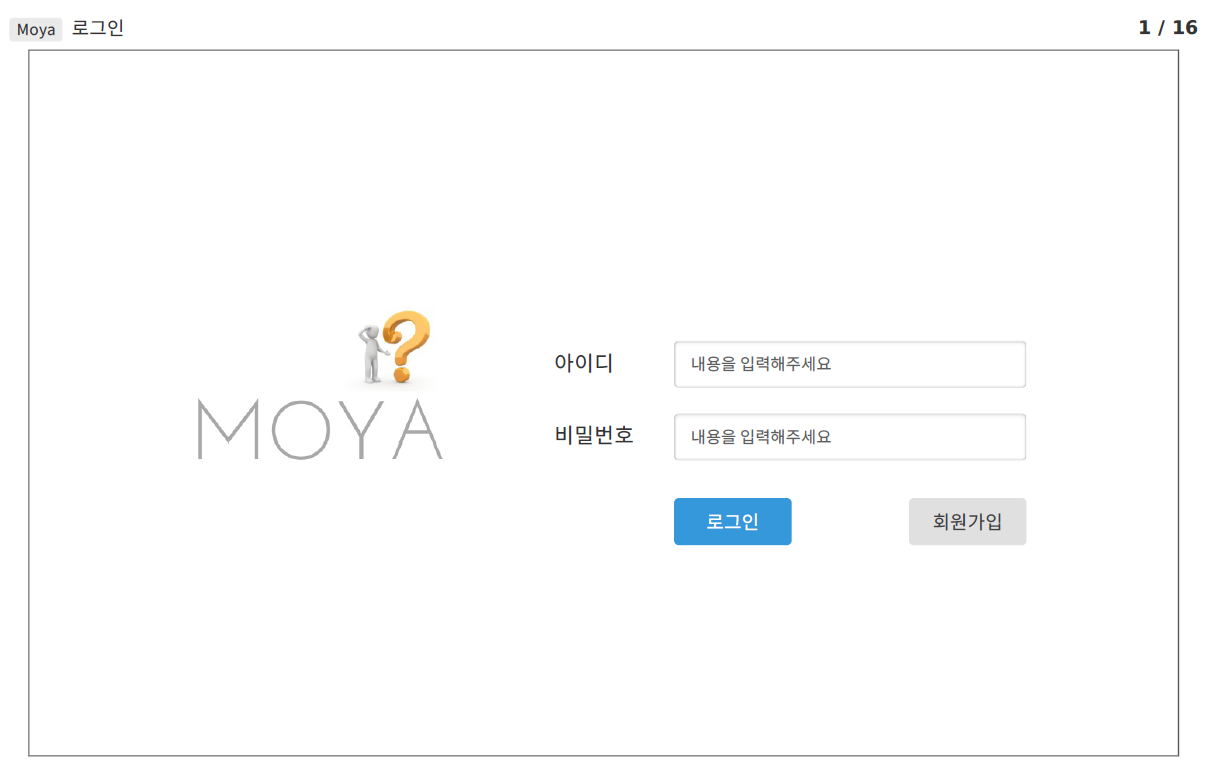 Moya 로그인
1 / 16
MOYA
아이디 내용을 입력해주세요
비밀번호 내용을 입력해주세요
로그인 회원가입